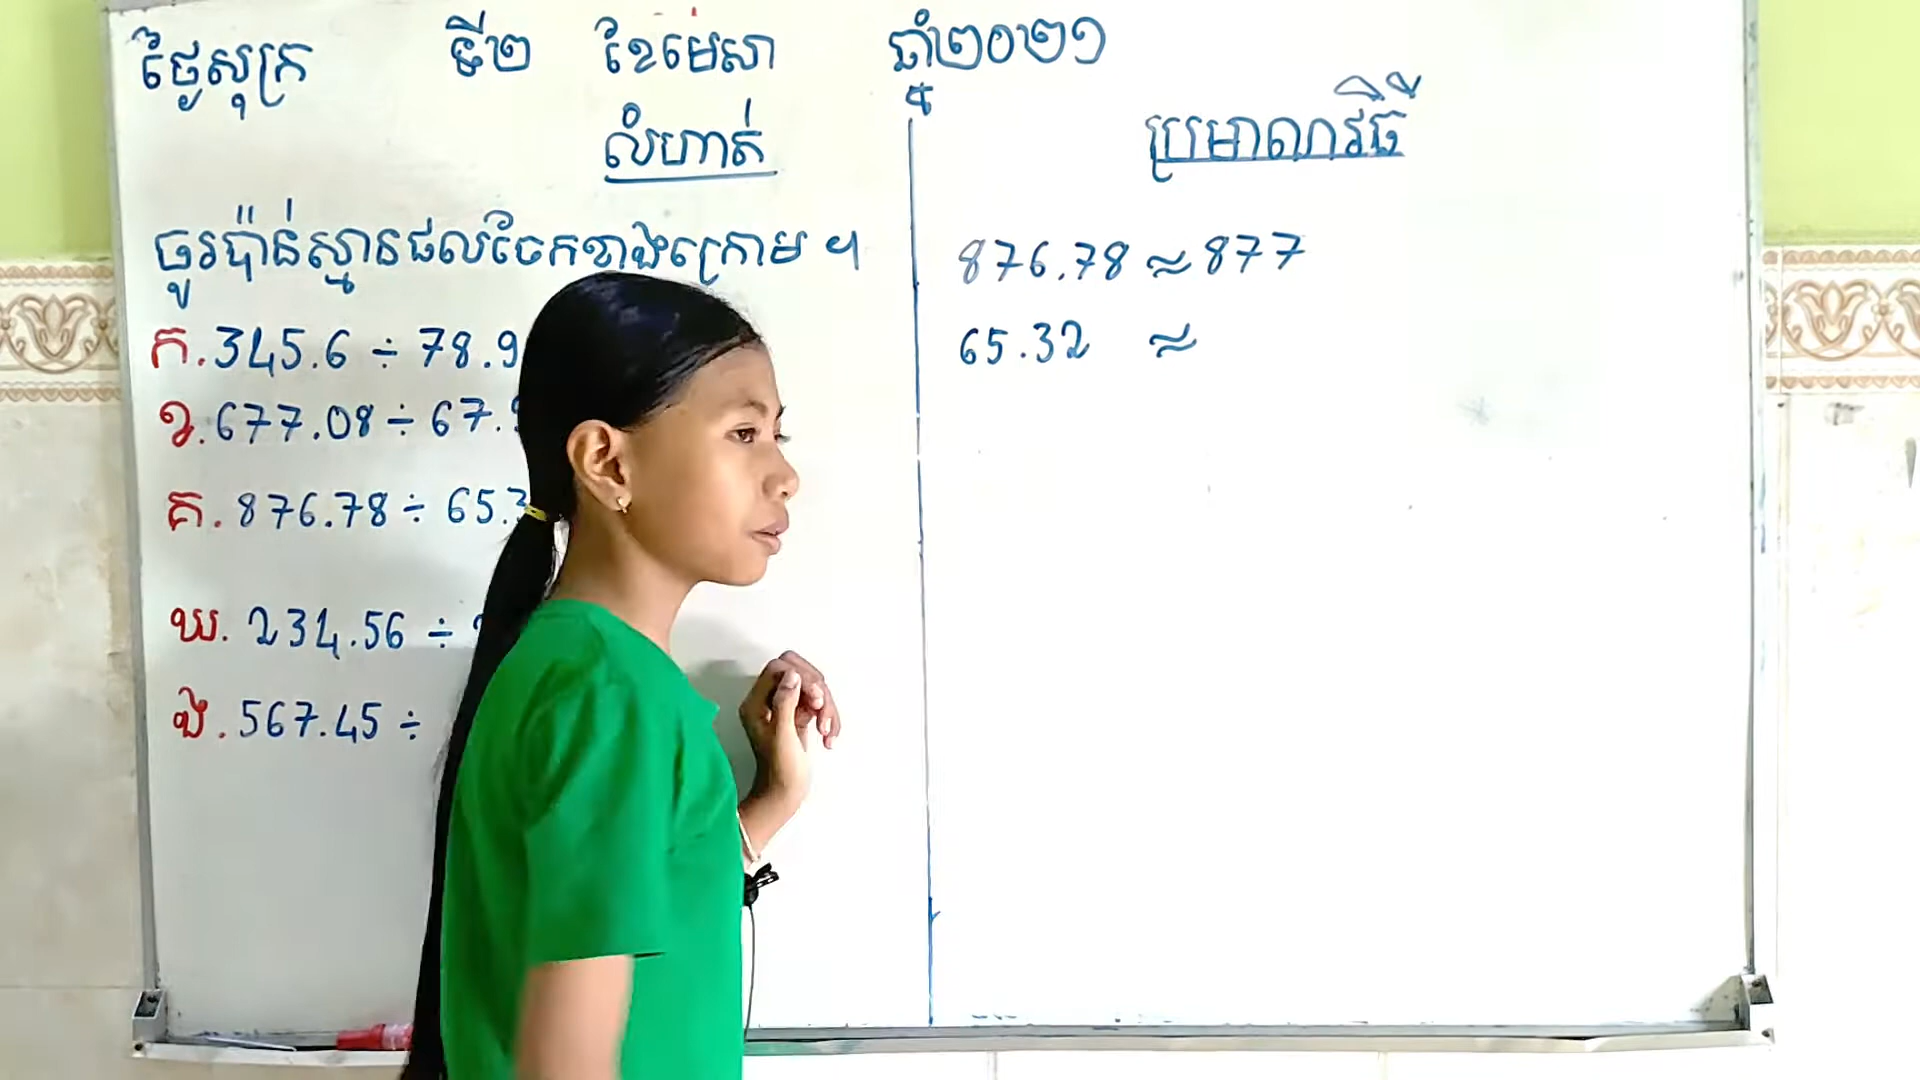 ថ្ងៃសុក្រ ទី២ ខែមេសា ឆ្នាំ២០២១
លំហាត់
ចូរប៉ាន់ស្មានផលចែកខាងក្រោម ។
ក. 345.6 ÷ 78.9
ខ. 677.08 ÷ 67.
គ. 876.78 ÷ 65.3
ឃ. 234.56 ÷
ង. 567.45 ÷
ប្រមាណវិធី
876.78 ≈ 877
65.32 ≈